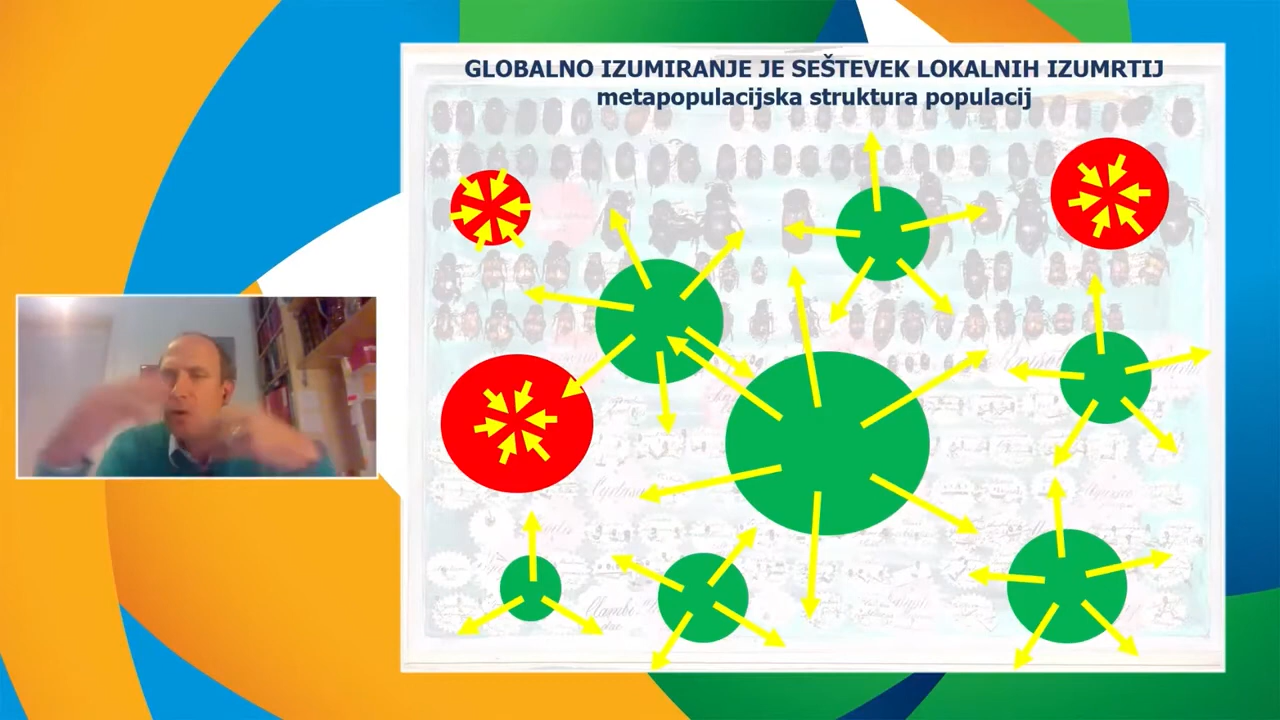 GLOBALNO IZUMIRANJE JE SEŠTEVEK LOKALNIH IZUMRTIJ
metapopulacijska struktura populacij